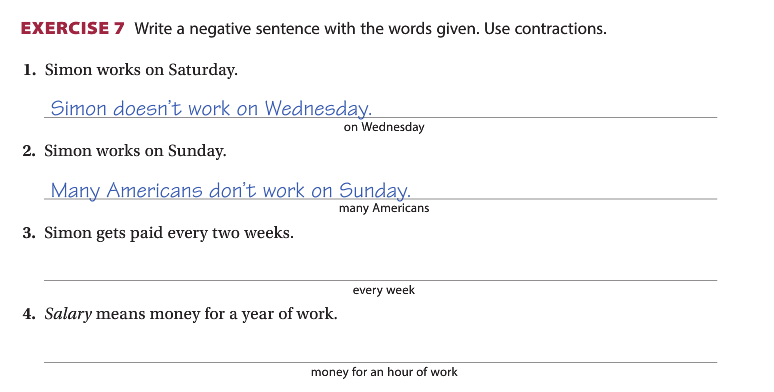 EXERCISE 7 Write a negative sentence with the words given. Use contractions.
1. Simon works on Saturday.
Simon doesn't work on Wednesday.
on Wednesday
2. Simon works on Sunday.
Many Americans don't work on Sunday.
many Americans
3. Simon gets paid every two weeks.
every week
4. Salary means money for a year of work.
money for an hour of work